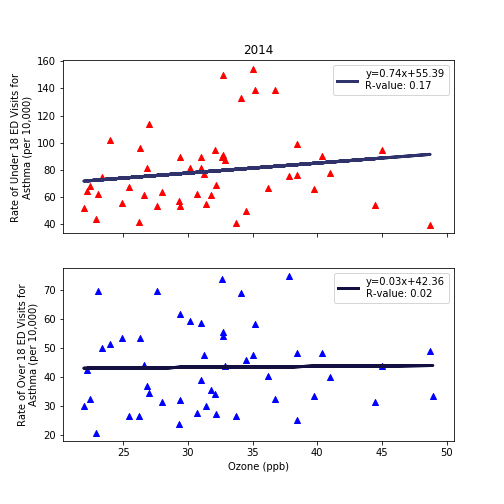 2014
Rate of Under 18 ED Visits for
Asthma (per 10,000)
160
140
120
100
80
60
40
y=0.74x+55.39
R-value: 0.17
Rate of Over 18 ED Visits for
Asthma (per 10,000)
70
60
50
40
30
20
y=0.03x+42.36
R-value: 0.02
25 30 35 40 45 50
Ozone (ppb)